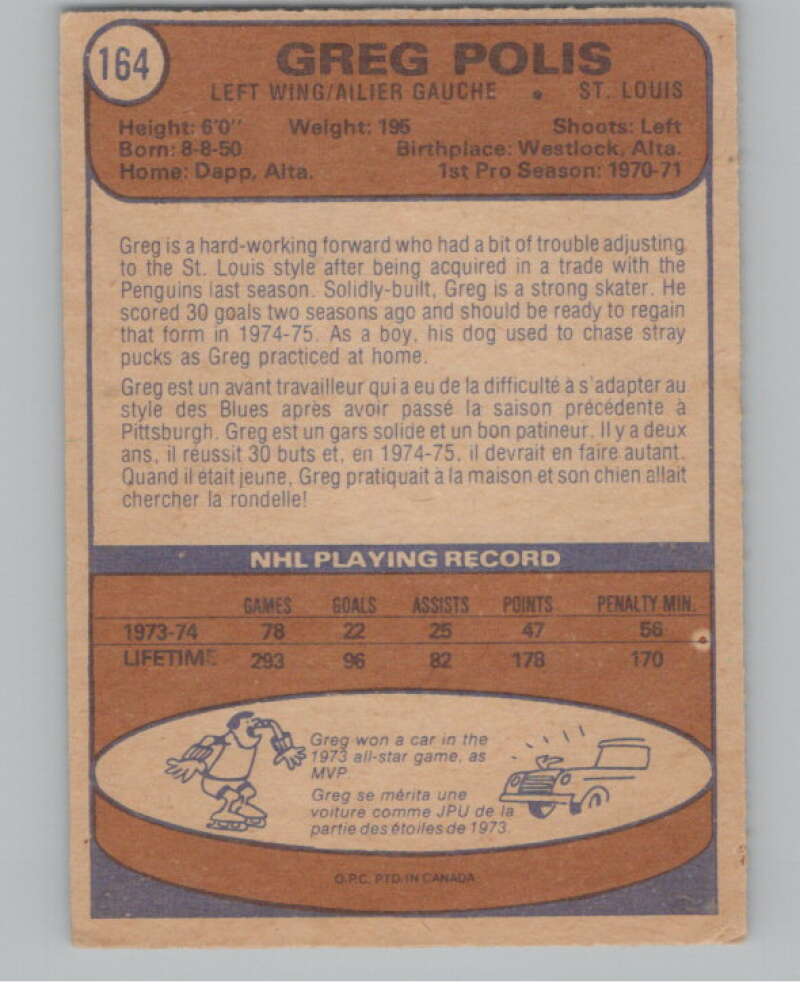 164
GREG POLIS
LEFT WING/AILIER GAUCHE • ST. LOUIS
Height: 6'0" Weight: 195 Shoots: Left
Born: 8-8-50 Birthplace: Westlock, Alta.
Home: Dapp, Alta. 1st Pro Season: 1970-71
Greg is a hard-working forward who had a bit of trouble adjusting
to the St. Louis style after being acquired in a trade with the
Penguins last season. Solidly-built, Greg is a strong skater. He
scored 30 goals two seasons ago and should be ready to regain
that form in 1974-75. As a boy, his dog used to chase stray
pucks as Greg practiced at home.
Greg est un avant travailleur qui a eu de la difficulté à s'adapter au
style des Blues après avoir passé la saison précédente à
Pittsburgh. Greg est un gars solide et un bon patineur. Il y a deux
ans, il réussit 30 buts et, en 1974-75, il devrait en faire autant.
Quand il était jeune, Greg pratiquait à la maison et son chien allait
chercher la rondelle!
NHL PLAYING RECORD
GAMES GOALS ASSISTS POINTS PENALTY MIN.
1973-74 78 22 25 47 56
LIFETIME 293 96 82 178 170
Greg won a car in the
1973 all-star game, as
MVP.
Greg se mérita une
voiture comme JPU de la
partie des étoiles de 1973.
O.P.C. PTD. IN CANADA